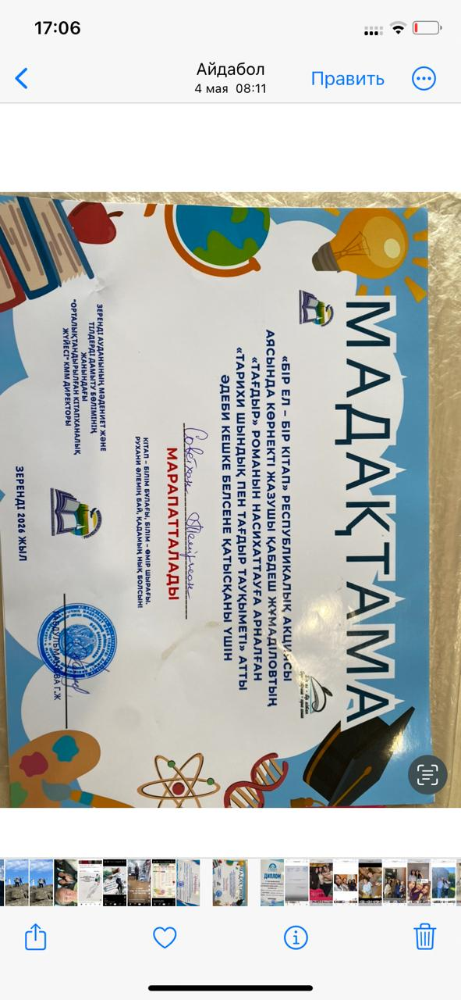 17:06
Айдабол
4 мая 08:11
Править
МАДАҚТАМА
«БІР ЕЛ – БІР КІТАП» РЕСПУБЛИКАЛЫҚ АКЦИЯСЫ
АЯСЫНДА КӨРНЕКТІ ЖАЗУШЫ ҚАБДЕШ ЖҰМАДІЛОВТЫҢ
«ТАҒДЫР» РОМАНЫН НАСИХАТТАУҒА АРНАЛҒАН
«ТАРИХИ ШЫНДЫҚ ПЕН ТАҒДЫР ТАУҚЫМЕТІ» АТТЫ
ӘДЕБИ КЕШКЕ БЕЛСЕНЕ ҚАТЫСҚАНЫ ҮШІН
МАРАПАТТАЛАДЫ
КІТАП – БІЛІМ БҰЛАҒЫ, БІЛІМ – ӨМІР ШЫРАҒЫ.
РУХАНИ ӘЛЕМІҢ БАЙ, ҚАДАМЫҢ НЫҚ БОЛСЫН!
ЗЕРЕНДІ АУДАНЫНЫҢ МӘДЕНИЕТ ЖӘНЕ
ТІЛДЕРДІ ДАМЫТУ БӨЛІМІНІҢ
ЖАНЫНДАҒЫ
"ОРТАЛЫҚТАНДЫРЫЛҒАН КІТАПХАНАЛЫҚ
ЖҮЙЕСІ" КММ ДИРЕКТОРЫ
ЗЕРЕНДІ 2026 ЖЫЛ
ДИПЛОМ